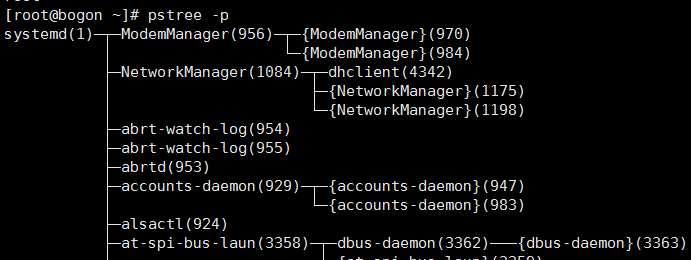 [root@bogon ~]# pstree -p
systemd(1)─┬─ModemManager(956)─┬─{ModemManager}(970)
           │                   └─{ModemManager}(984)
           ├─NetworkManager(1084)─┬─dhclient(4342)
           │                      ├─{NetworkManager}(1175)
           │                      └─{NetworkManager}(1198)
           ├─abrt-watch-log(954)
           ├─abrt-watch-log(955)
           ├─abrtd(953)
           ├─accounts-daemon(929)─┬─{accounts-daemon}(947)
           │                      └─{accounts-daemon}(983)
           ├─alsactl(924)
           ├─at-spi-bus-laun(3358)─┬─dbus-daemon(3362)───{dbus-daemon}(3363)